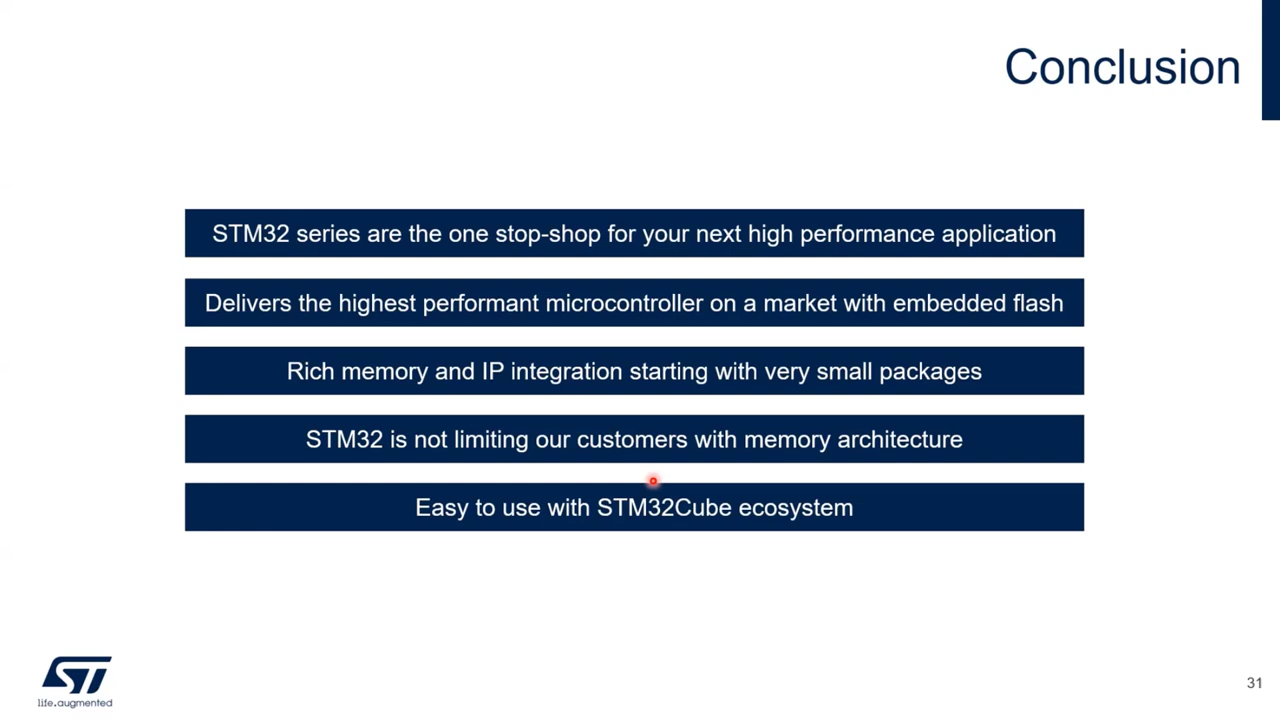 Conclusion
STM32 series are the one stop-shop for your next high performance application
Delivers the highest performant microcontroller on a market with embedded flash
Rich memory and IP integration starting with very small packages
STM32 is not limiting our customers with memory architecture
Easy to use with STM32Cube ecosystem
ST
life.augmented
31